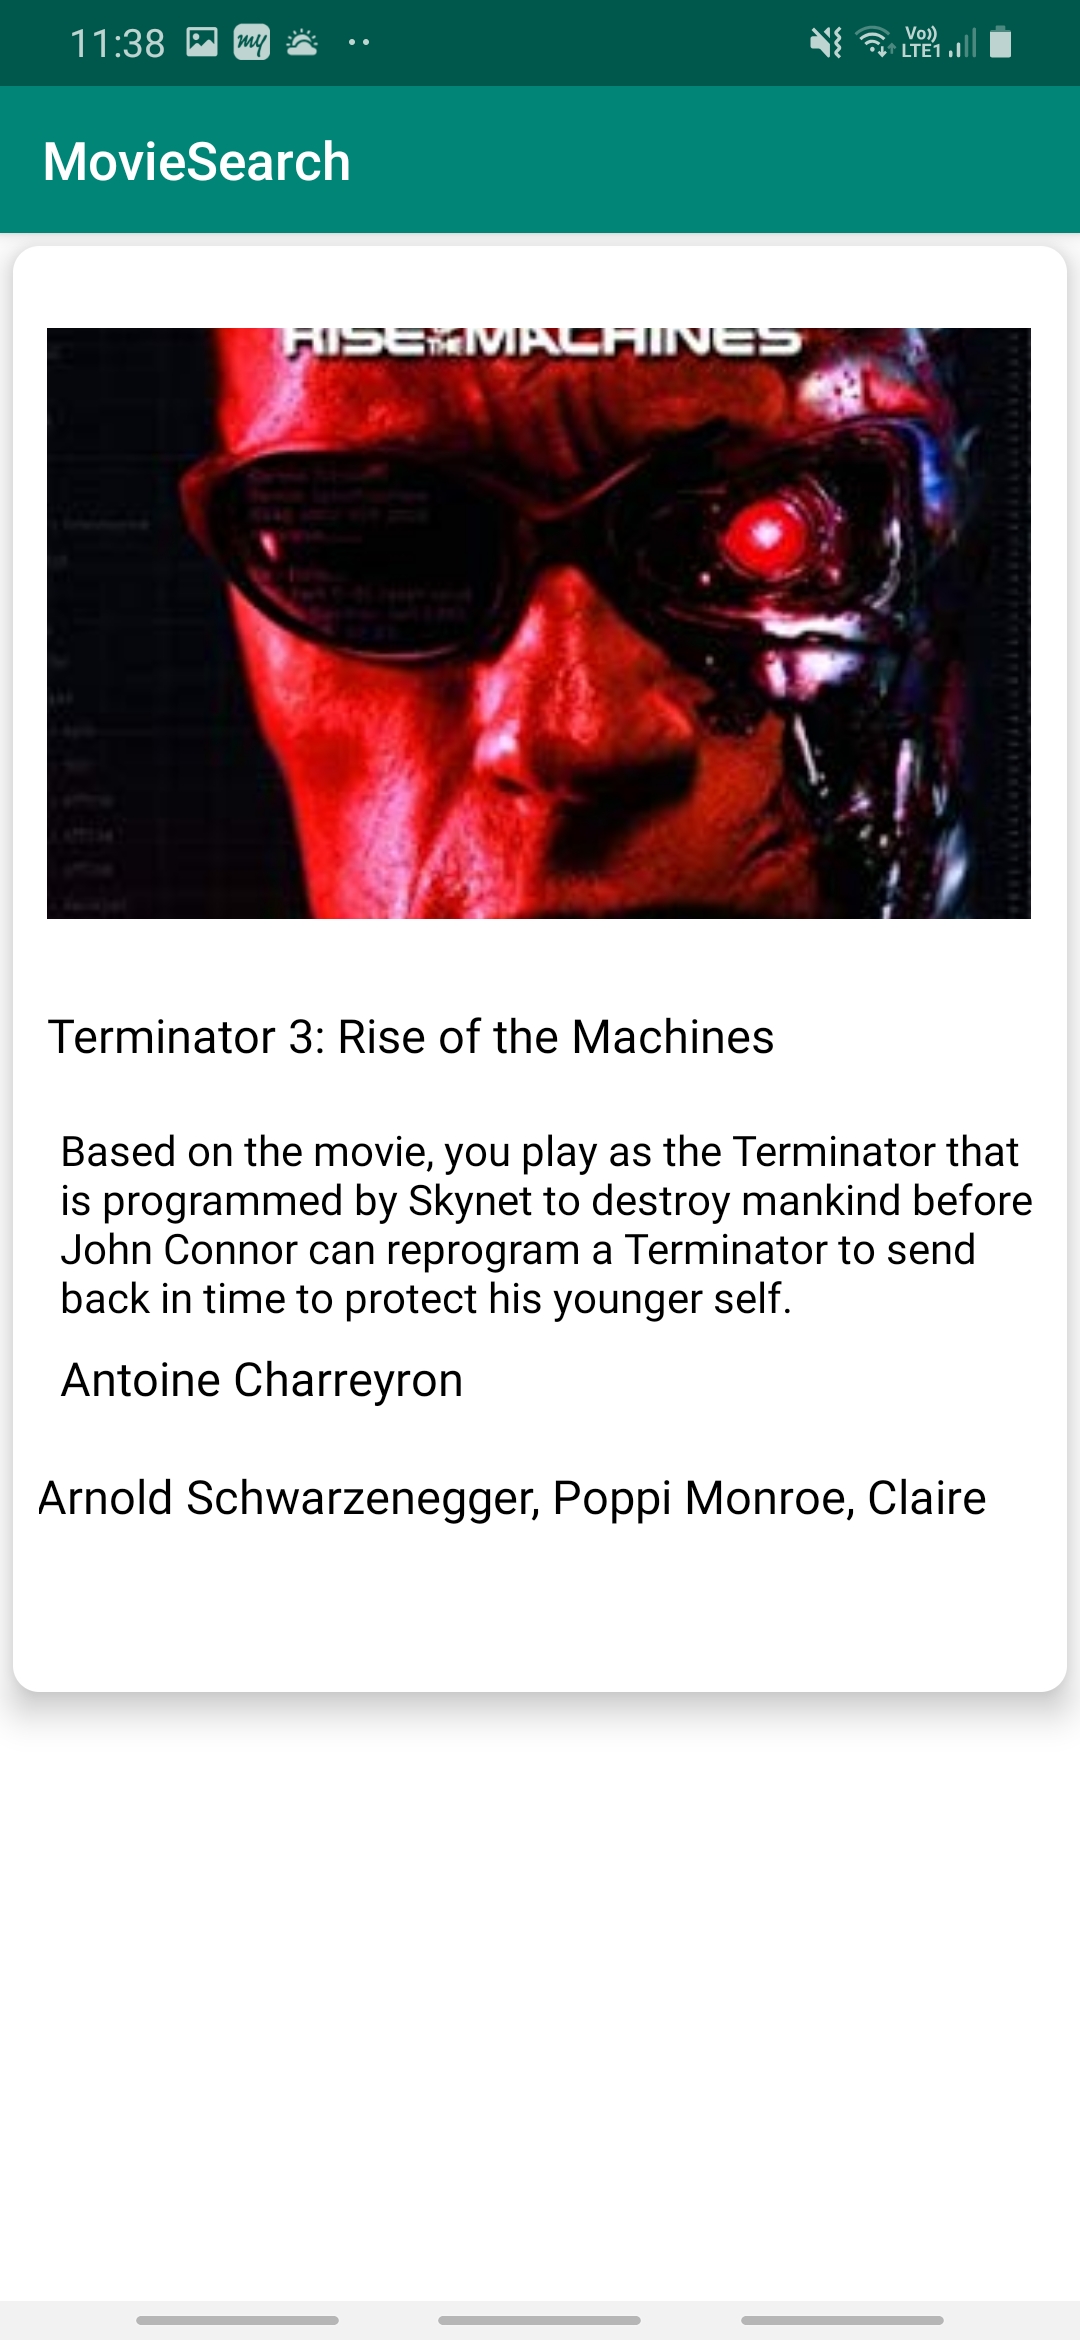 11:38 my Vo)) LTE1
MovieSearch
RISE OF THE MACHINES
Terminator 3: Rise of the Machines
Based on the movie, you play as the Terminator that
is programmed by Skynet to destroy mankind before
John Connor can reprogram a Terminator to send
back in time to protect his younger self.
Antoine Charreyron
Arnold Schwarzenegger, Poppi Monroe, Claire